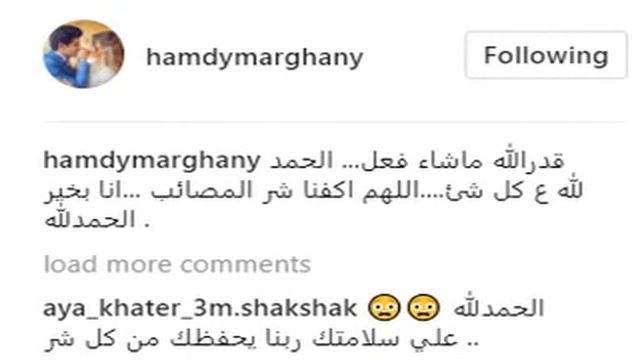 hamdymarghany
Following
hamdymarghany قدرالله ماشاء فعل... الحمد
لله ع كل شئ....اللهم اكفنا شر المصائب ...انا بخير
الحمدلله .
load more comments
aya_khater_3m.shakshak 😳😳 الحمدلله
علي سلامتك ربنا يحفظك من كل شر ..